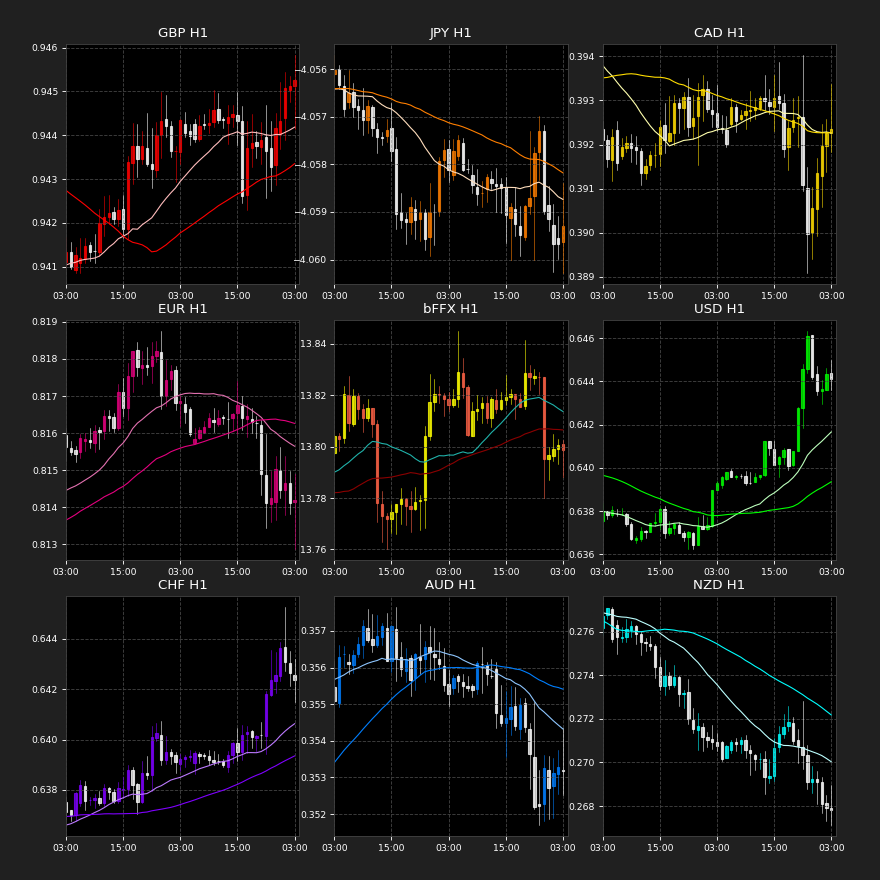 GBP H1
0.946
0.945
0.944
0.943
0.942
0.941
03:00 15:00 03:00 15:00 03:00
JPY H1
−4.056
−4.057
−4.058
−4.059
−4.060
03:00 15:00 03:00 15:00 03:00
CAD H1
0.394
0.393
0.392
0.391
0.390
0.389
03:00 15:00 03:00 15:00 03:00
EUR H1
0.819
0.818
0.817
0.816
0.815
0.814
0.813
03:00 15:00 03:00 15:00 03:00
bFFX H1
13.84
13.82
13.80
13.78
13.76
03:00 15:00 03:00 15:00 03:00
USD H1
0.646
0.644
0.642
0.640
0.638
0.636
03:00 15:00 03:00 15:00 03:00
CHF H1
0.644
0.642
0.640
0.638
03:00 15:00 03:00 15:00 03:00
AUD H1
0.357
0.356
0.355
0.354
0.353
0.352
03:00 15:00 03:00 15:00 03:00
NZD H1
0.276
0.274
0.272
0.270
0.268
03:00 15:00 03:00 15:00 03:00